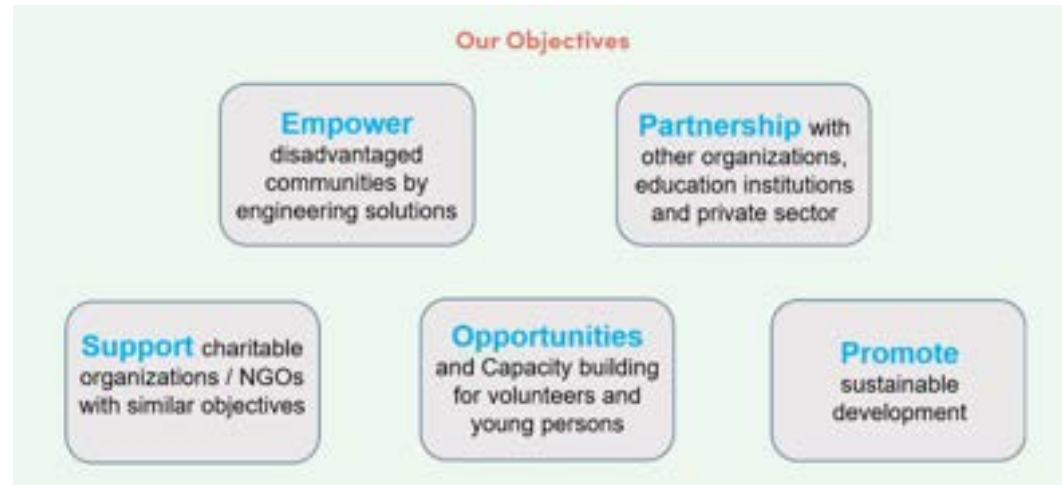 Our Objectives
Empower
disadvantaged
communities by
engineering solutions
Partnership with
other organizations,
education institutions
and private sector
Support charitable
organizations / NGOs
with similar objectives
Opportunities
and Capacity building
for volunteers and
young persons
Promote
sustainable
development